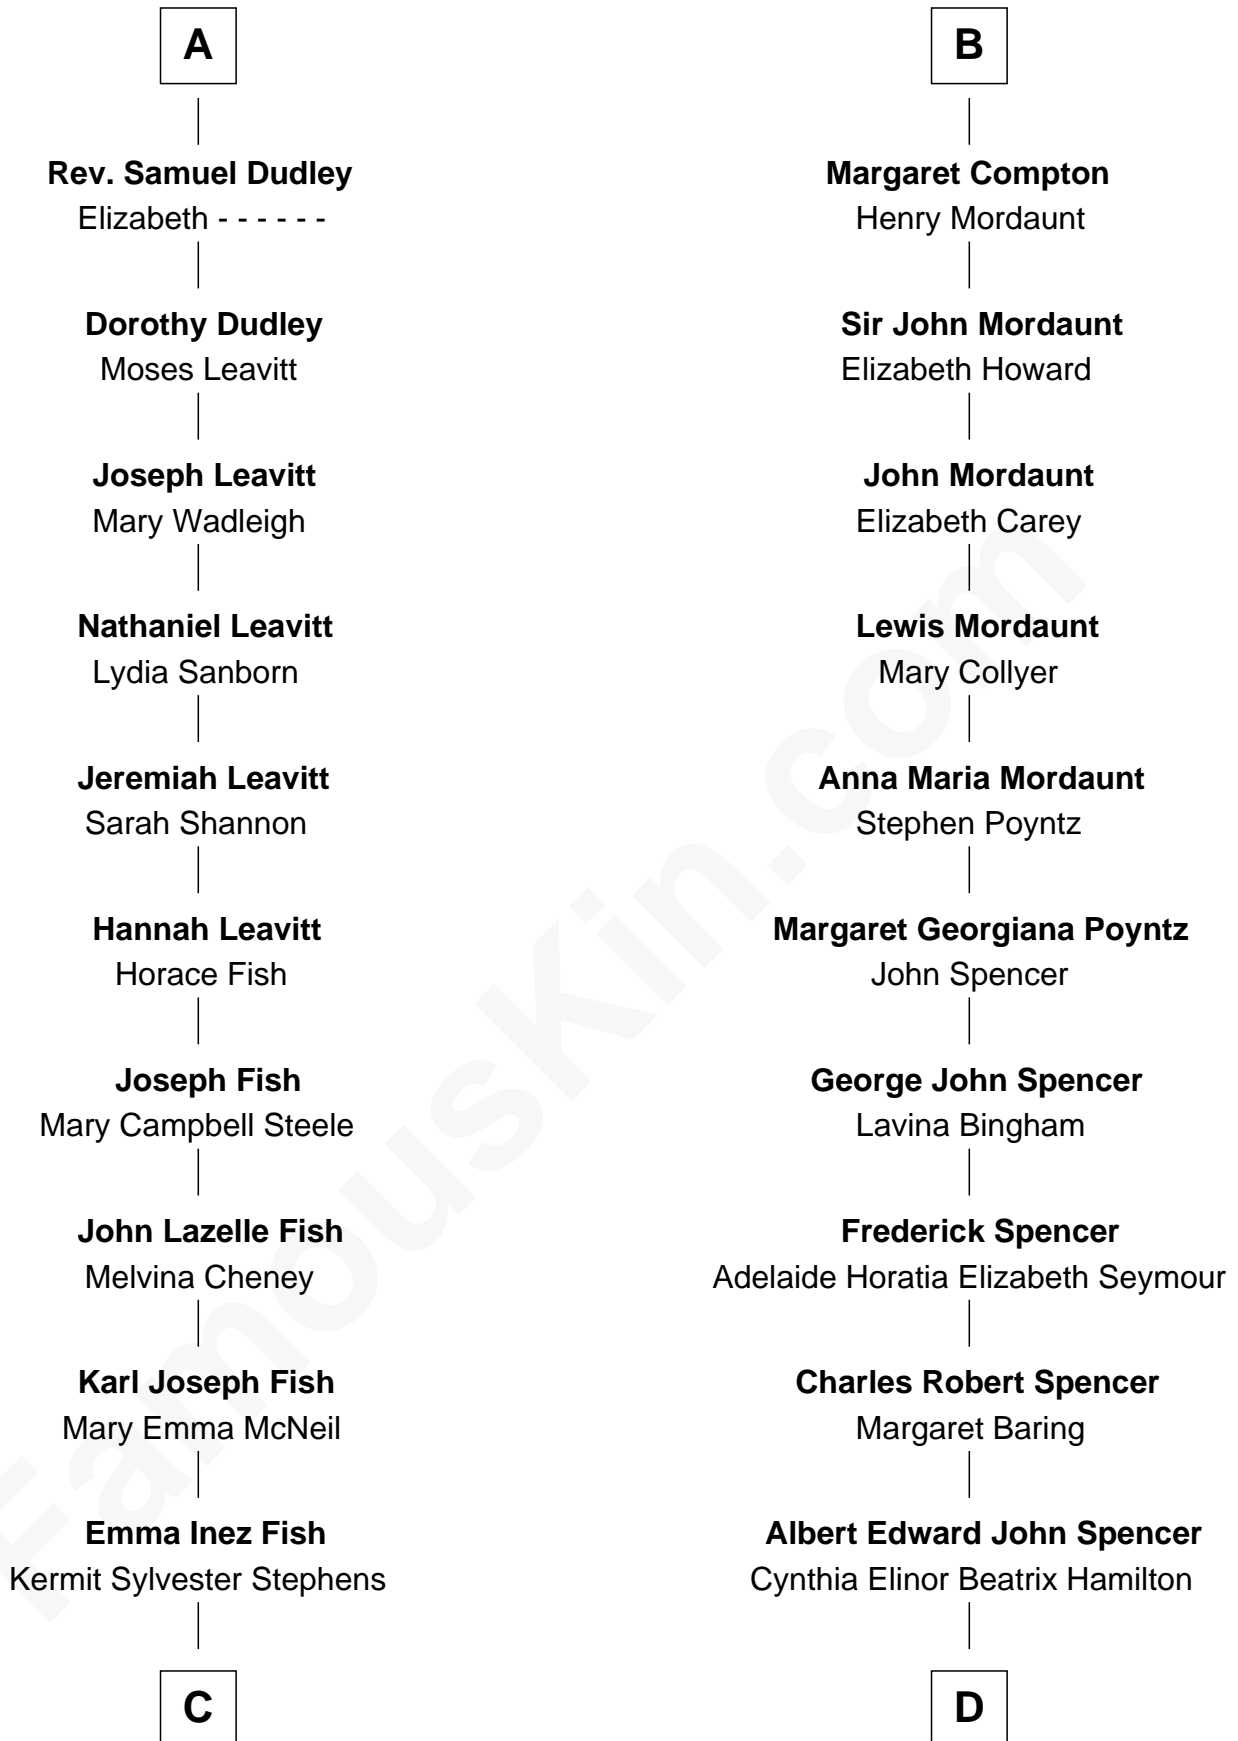 A
Rev. Samuel Dudley
Elizabeth - - - - - -
Dorothy Dudley
Moses Leavitt
Joseph Leavitt
Mary Wadleigh
Nathaniel Leavitt
Lydia Sanborn
Jeremiah Leavitt
Sarah Shannon
Hannah Leavitt
Horace Fish
Joseph Fish
Mary Campbell Steele
John Lazelle Fish
Melvina Cheney
Karl Joseph Fish
Mary Emma McNeil
Emma Inez Fish
Kermit Sylvester Stephens
C
B
Margaret Compton
Henry Mordaunt
Sir John Mordaunt
Elizabeth Howard
John Mordaunt
Elizabeth Carey
Lewis Mordaunt
Mary Collyer
Anna Maria Mordaunt
Stephen Poyntz
Margaret Georgiana Poyntz
John Spencer
George John Spencer
Lavina Bingham
Frederick Spencer
Adelaide Horatia Elizabeth Seymour
Charles Robert Spencer
Margaret Baring
Albert Edward John Spencer
Cynthia Elinor Beatrix Hamilton
D
FamousKin.com